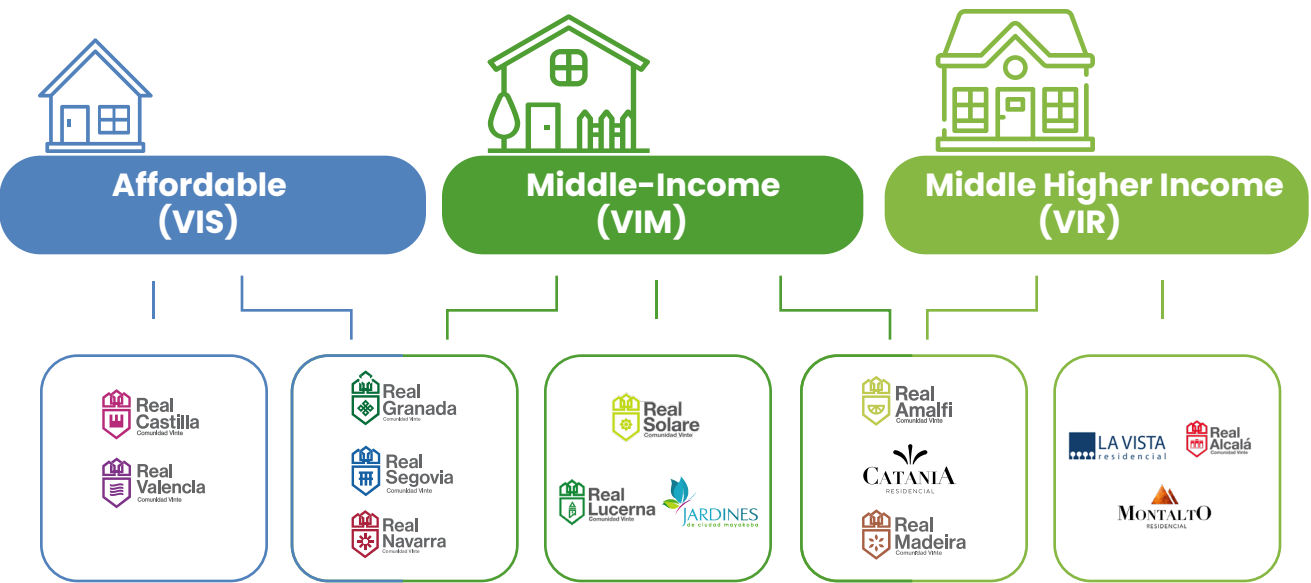 Affordable
(VIS)
Middle-Income
(VIM)
Middle Higher Income
(VIR)
Real
Castilla
Comunidad Vinte
Real
Valencia
Comunidad Vinte
Real
Granada
Comunidad Vinte
Real
Segovia
Comunidad Vinte
Real
Navarra
Comunidad Vinte
Real
Solare
Comunidad Vinte
Real
Lucerna
Comunidad Vinte
JARDINES
de ciudad mayakoba
Real
Amalfi
Comunidad Vinte
CATANIA
RESIDENCIAL
Real
Madeira
Comunidad Vinte
LA VISTA
residencial
Real
Alcalá
Comunidad Vinte
MONTALTO
RESIDENCIAL